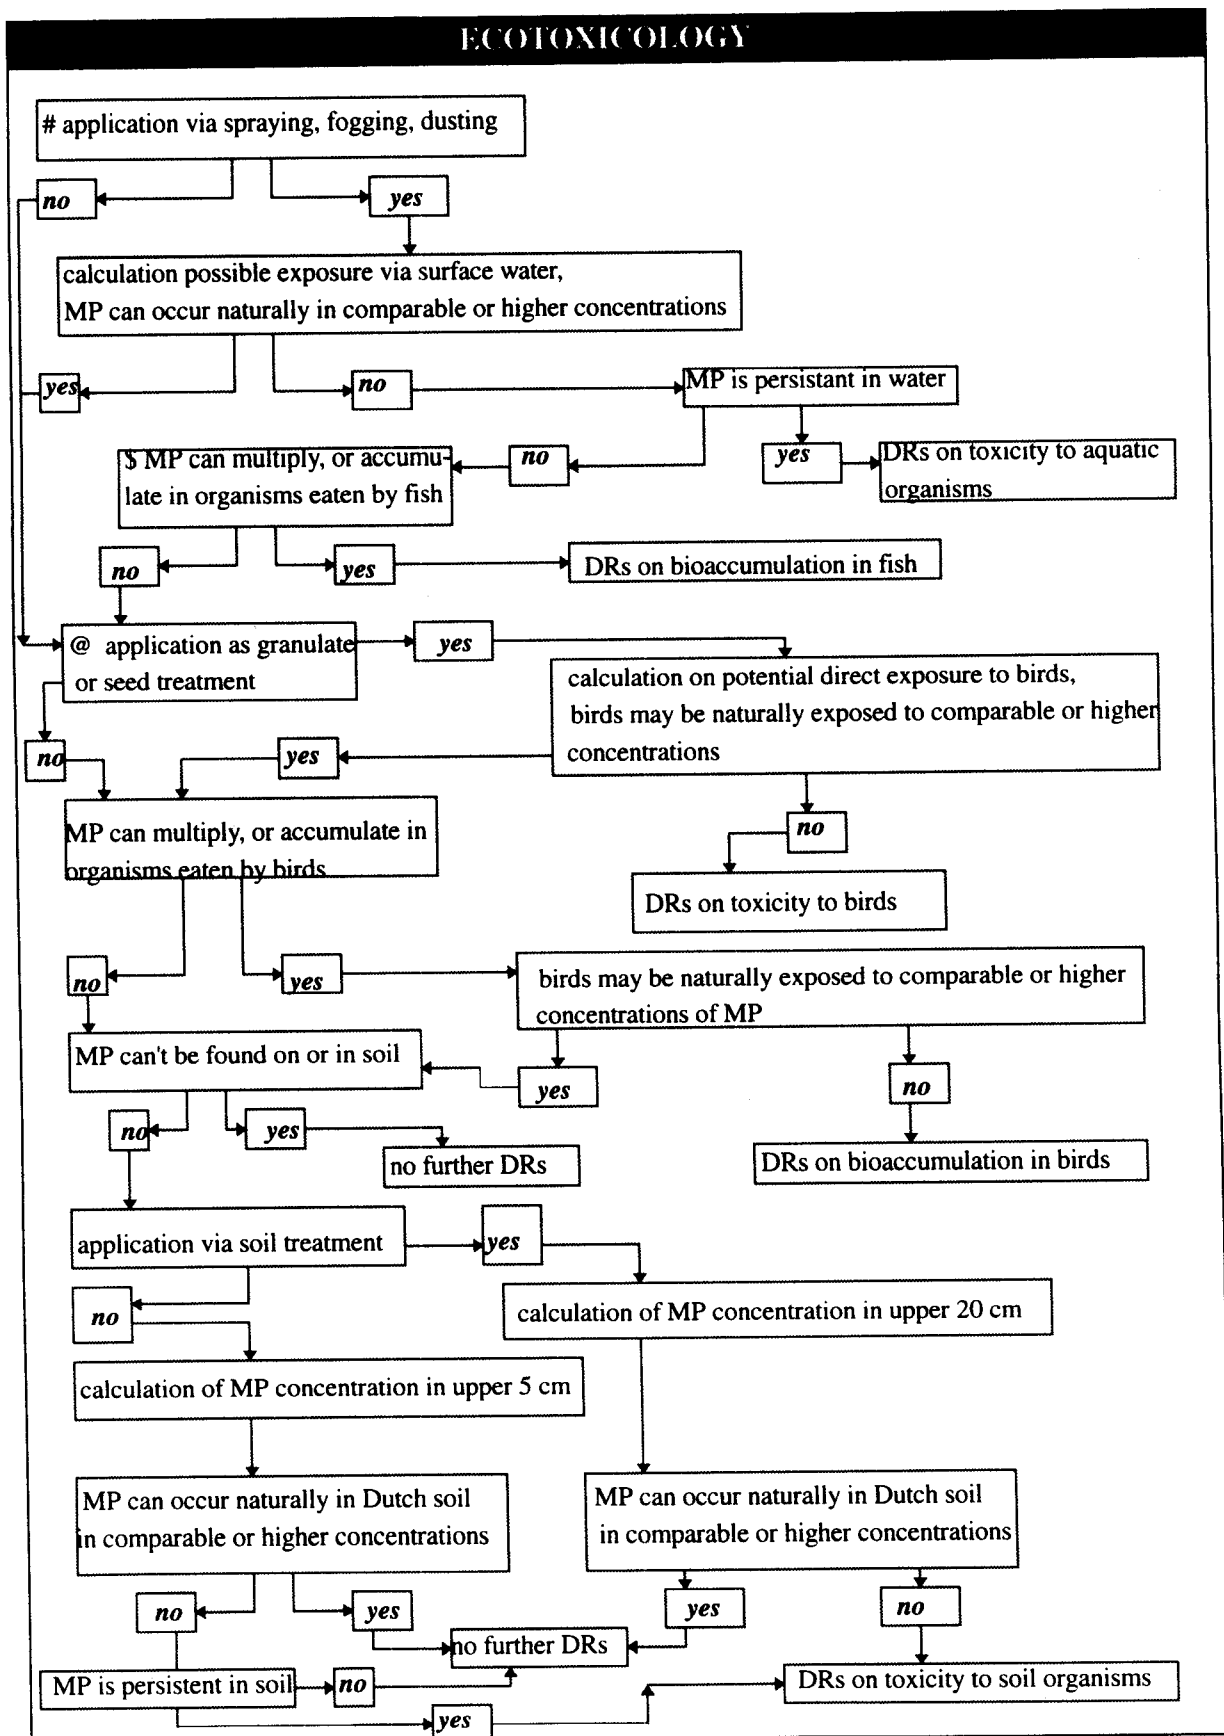 ECOTOXICOLOGY
# application via spraying, fogging, dusting
no
yes
calculation possible exposure via surface water,
MP can occur naturally in comparable or higher concentrations
yes
no
MP is persistant in water
$ MP can multiply, or accumu-
late in organisms eaten by fish
no
yes
DRs on toxicity to aquatic
organisms
no
yes
DRs on bioaccumulation in fish
@ application as granulate
or seed treatment
yes
calculation on potential direct exposure to birds,
birds may be naturally exposed to comparable or higher
concentrations
no
yes
MP can multiply, or accumulate in
organisms eaten by birds
no
DRs on toxicity to birds
no
yes
birds may be naturally exposed to comparable or higher
concentrations of MP
MP can't be found on or in soil
yes
no
no
yes
no further DRs
DRs on bioaccumulation in birds
application via soil treatment
yes
no
calculation of MP concentration in upper 20 cm
calculation of MP concentration in upper 5 cm
MP can occur naturally in Dutch soil
in comparable or higher concentrations
MP can occur naturally in Dutch soil
in comparable or higher concentrations
no
yes
yes
no
no further DRs
MP is persistent in soil
no
DRs on toxicity to soil organisms
yes